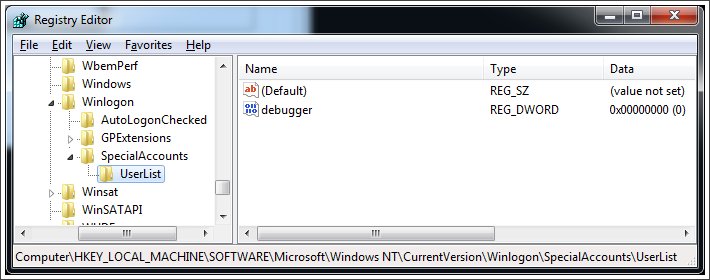 Registry Editor
File Edit View Favorites Help
WbemPerf
Windows
Winlogon
AutoLogonChecked
GPExtensions
SpecialAccounts
UserList
Winsat
WinSATAPI
Name Type Data
ab (Default) REG_SZ (value not set)
debugger REG_DWORD 0x00000000 (0)
Computer\HKEY_LOCAL_MACHINE\SOFTWARE\Microsoft\Windows NT\CurrentVersion\Winlogon\SpecialAccounts\UserList